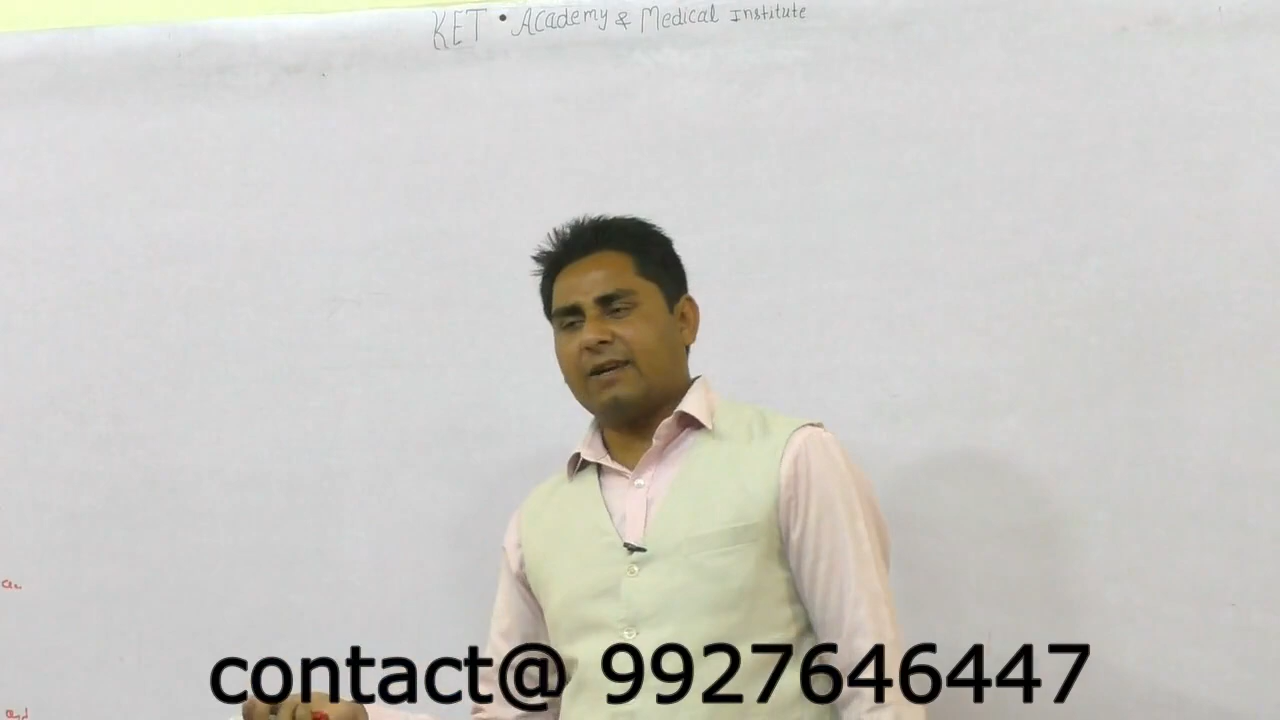 KET • Academy & Medical Institute
contact@ 9927646447